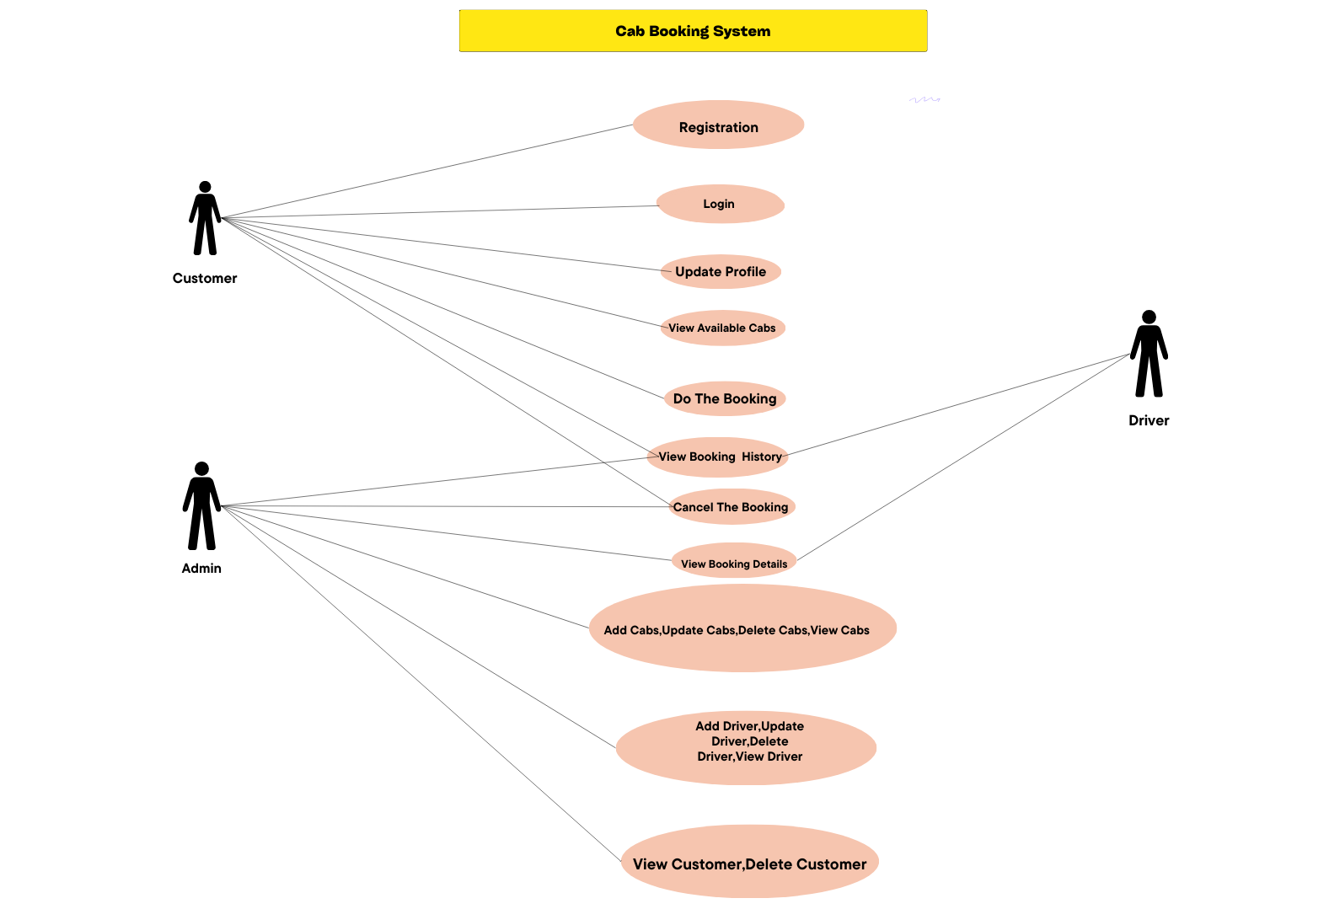 Cab Booking System
Registration
Login
Customer
Update Profile
View Available Cabs
Do The Booking
Driver
View Booking  History
Cancel The Booking
Admin
View Booking Details
Add Cabs,Update Cabs,Delete Cabs,View Cabs
Add Driver,Update
Driver,Delete
Driver,View Driver
View Customer,Delete Customer